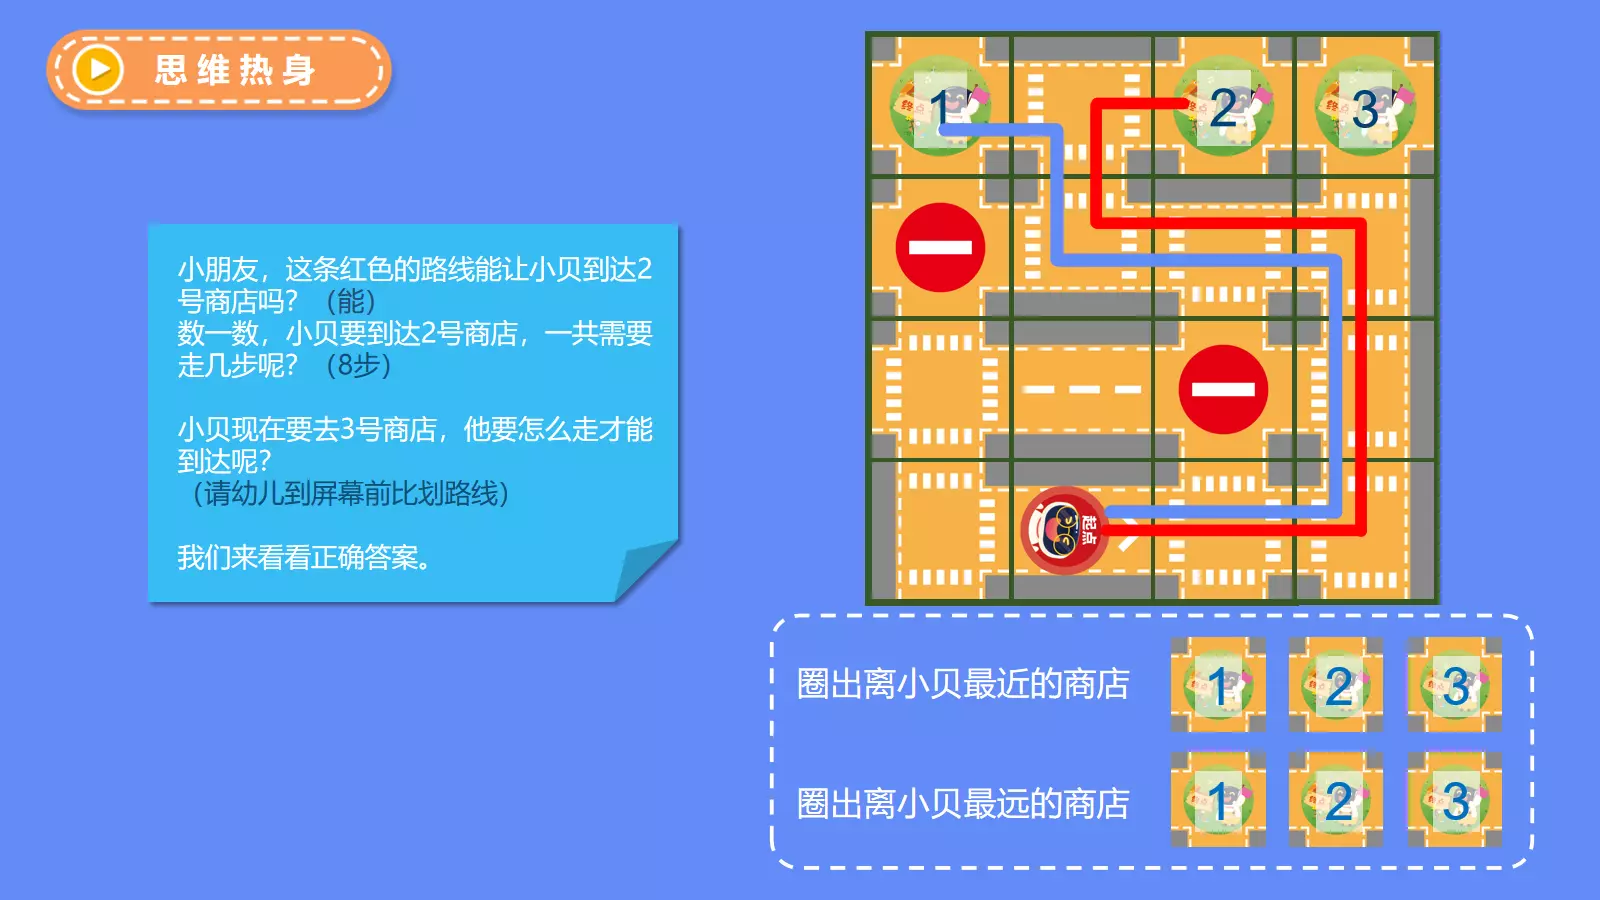 思维热身
1
2
3
终点
终点
终点
小朋友，这条红色的路线能让小贝到达2
号商店吗？（能）
数一数，小贝要到达2号商店，一共需要
走几步呢？（8步）
小贝现在要去3号商店，他要怎么走才能
到达呢？
（请幼儿到屏幕前比划路线）
我们来看看正确答案。
起点
圈出离小贝最近的商店
1
2
3
圈出离小贝最远的商店
1
2
3